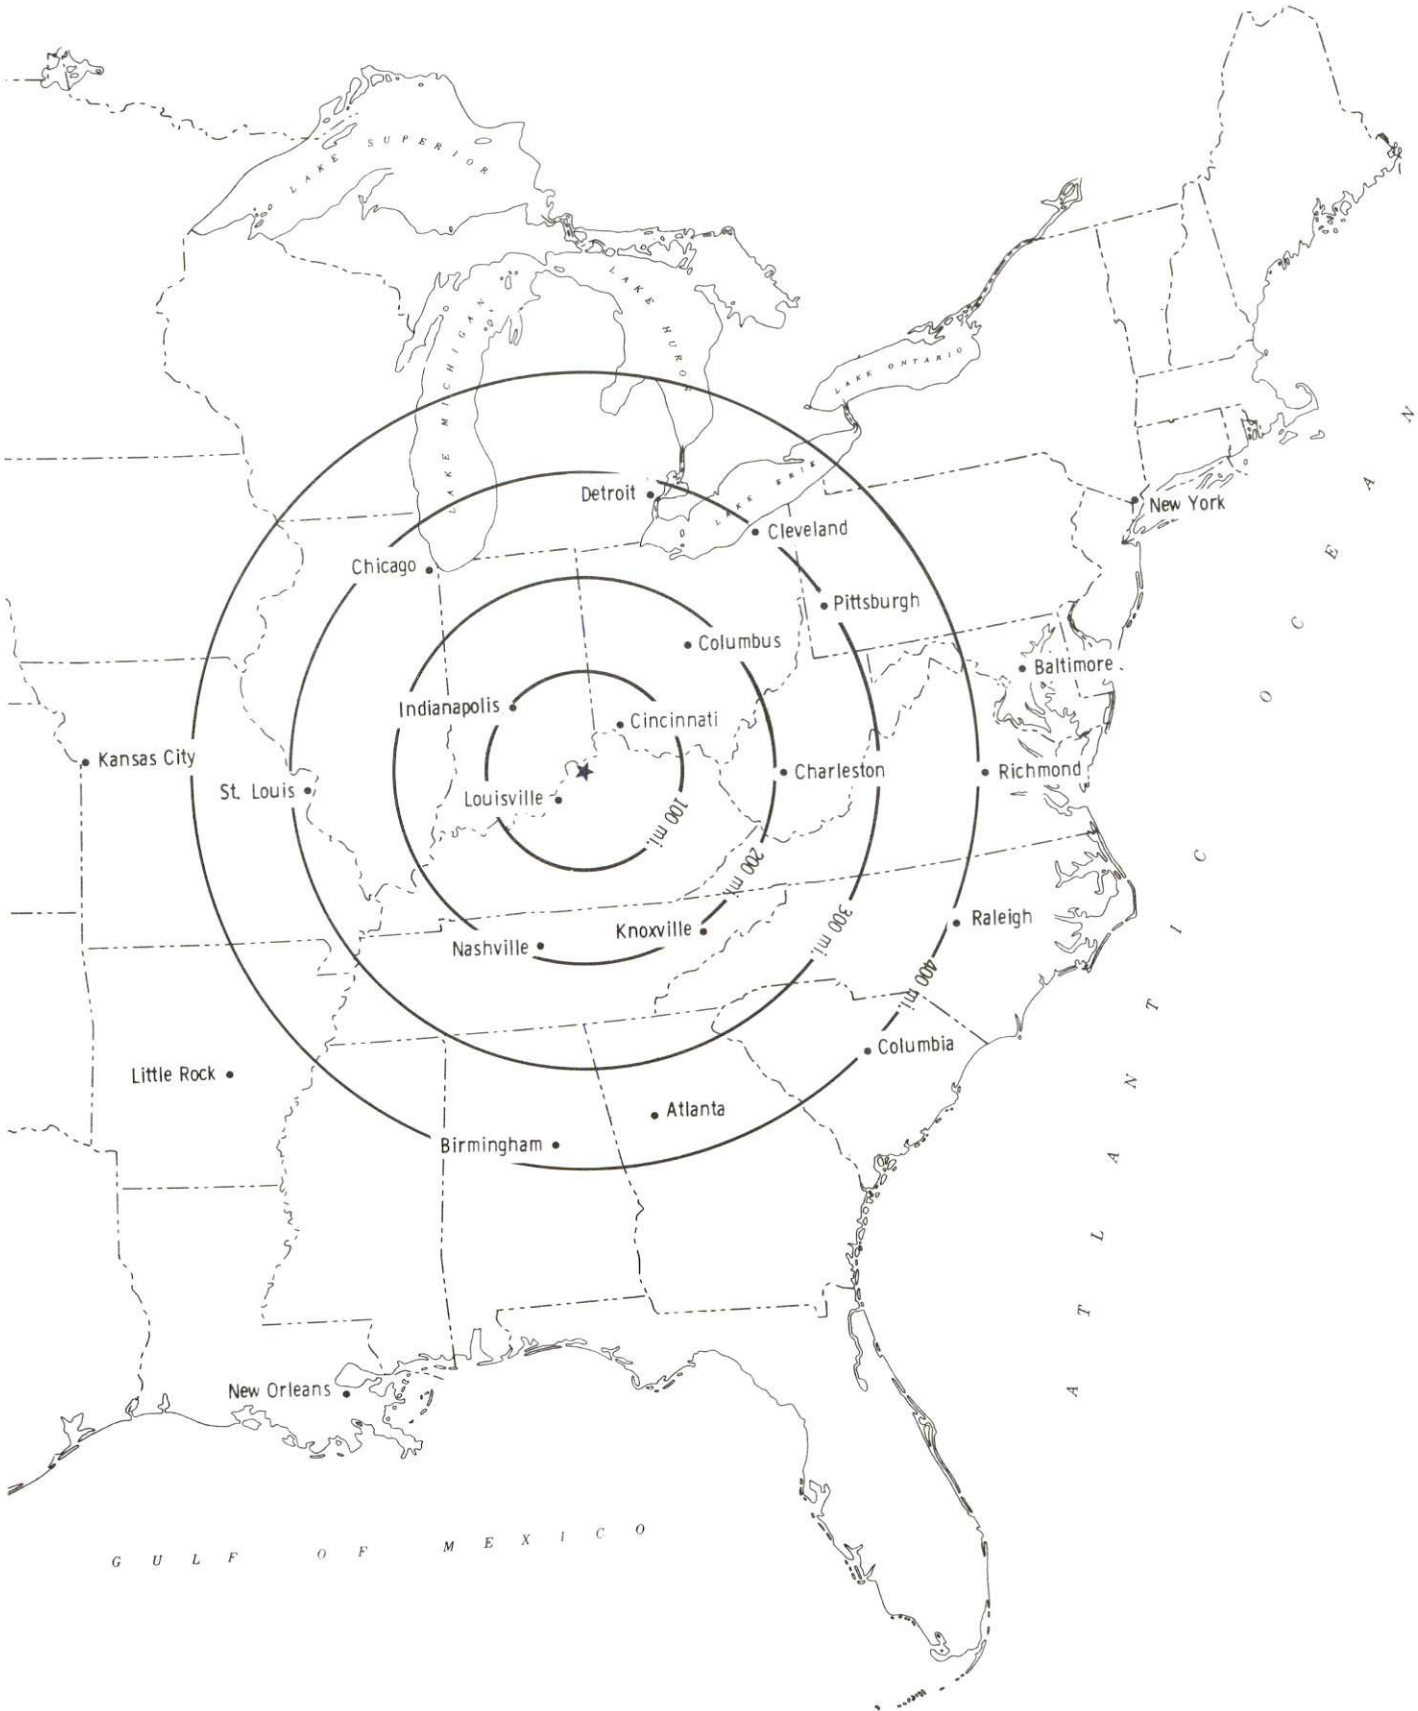 LAKE SUPERIOR
LAKE MICHIGAN
LAKE HURON
LAKE ONTARIO
LAKE ERIE
Detroit
Cleveland
New York
Chicago
Pittsburgh
Columbus
Baltimore
Indianapolis
Cincinnati
Kansas City
St. Louis
Louisville
Charleston
Richmond
100 mi.
200 mi.
300 mi.
400 mi.
Nashville
Knoxville
Raleigh
Columbia
Little Rock
Atlanta
Birmingham
New Orleans
GULF OF MEXICO
ATLANTIC OCEAN